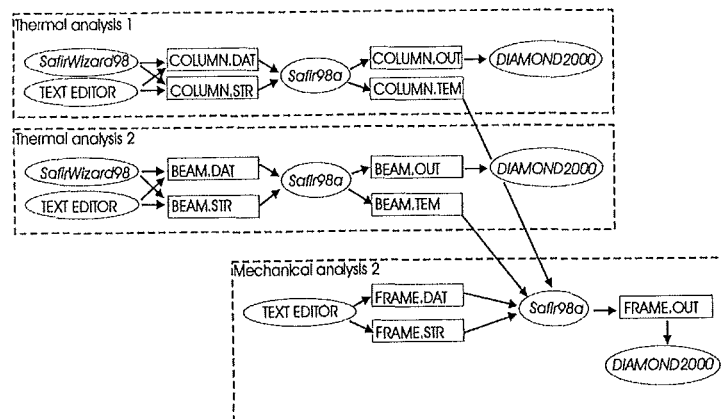 Thermal analysis 1
SafirWizard98
COLUMN.DAT
Safir98a
COLUMN.OUT
DIAMOND2000
TEXT EDITOR
COLUMN.STR
COLUMN.TEM
Thermal analysis 2
SafirWizard98
BEAM.DAT
Safir98a
BEAM.OUT
DIAMOND2000
TEXT EDITOR
BEAM.STR
BEAM.TEM
Mechanical analysis 2
TEXT EDITOR
FRAME.DAT
Safir98a
FRAME.OUT
FRAME.STR
DIAMOND2000